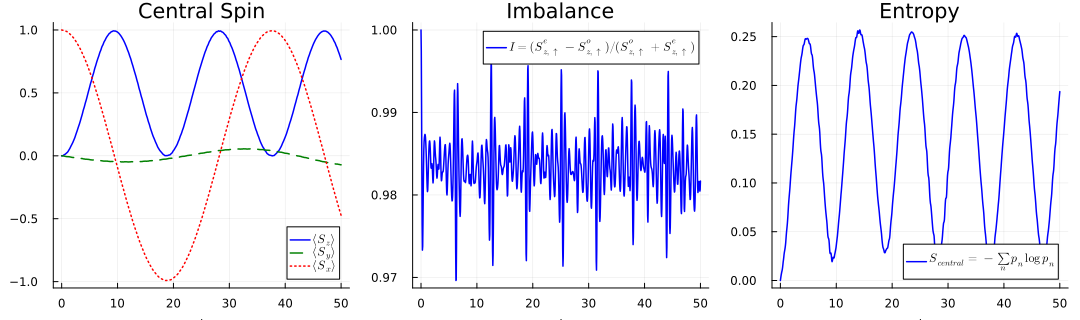 Central Spin
1.0
0.5
0.0
−0.5
−1.0
0 10 20 30 40 50
⟨S_z⟩
⟨S_y⟩
⟨S_x⟩
Imbalance
1.00
0.99
0.98
0.97
0 10 20 30 40 50
I = (S^e_{z,↑} − S^o_{z,↑})/(S^o_{z,↑} + S^e_{z,↑})
Entropy
0.25
0.20
0.15
0.10
0.05
0.00
0 10 20 30 40 50
S_{central} = − ∑_n p_n log p_n